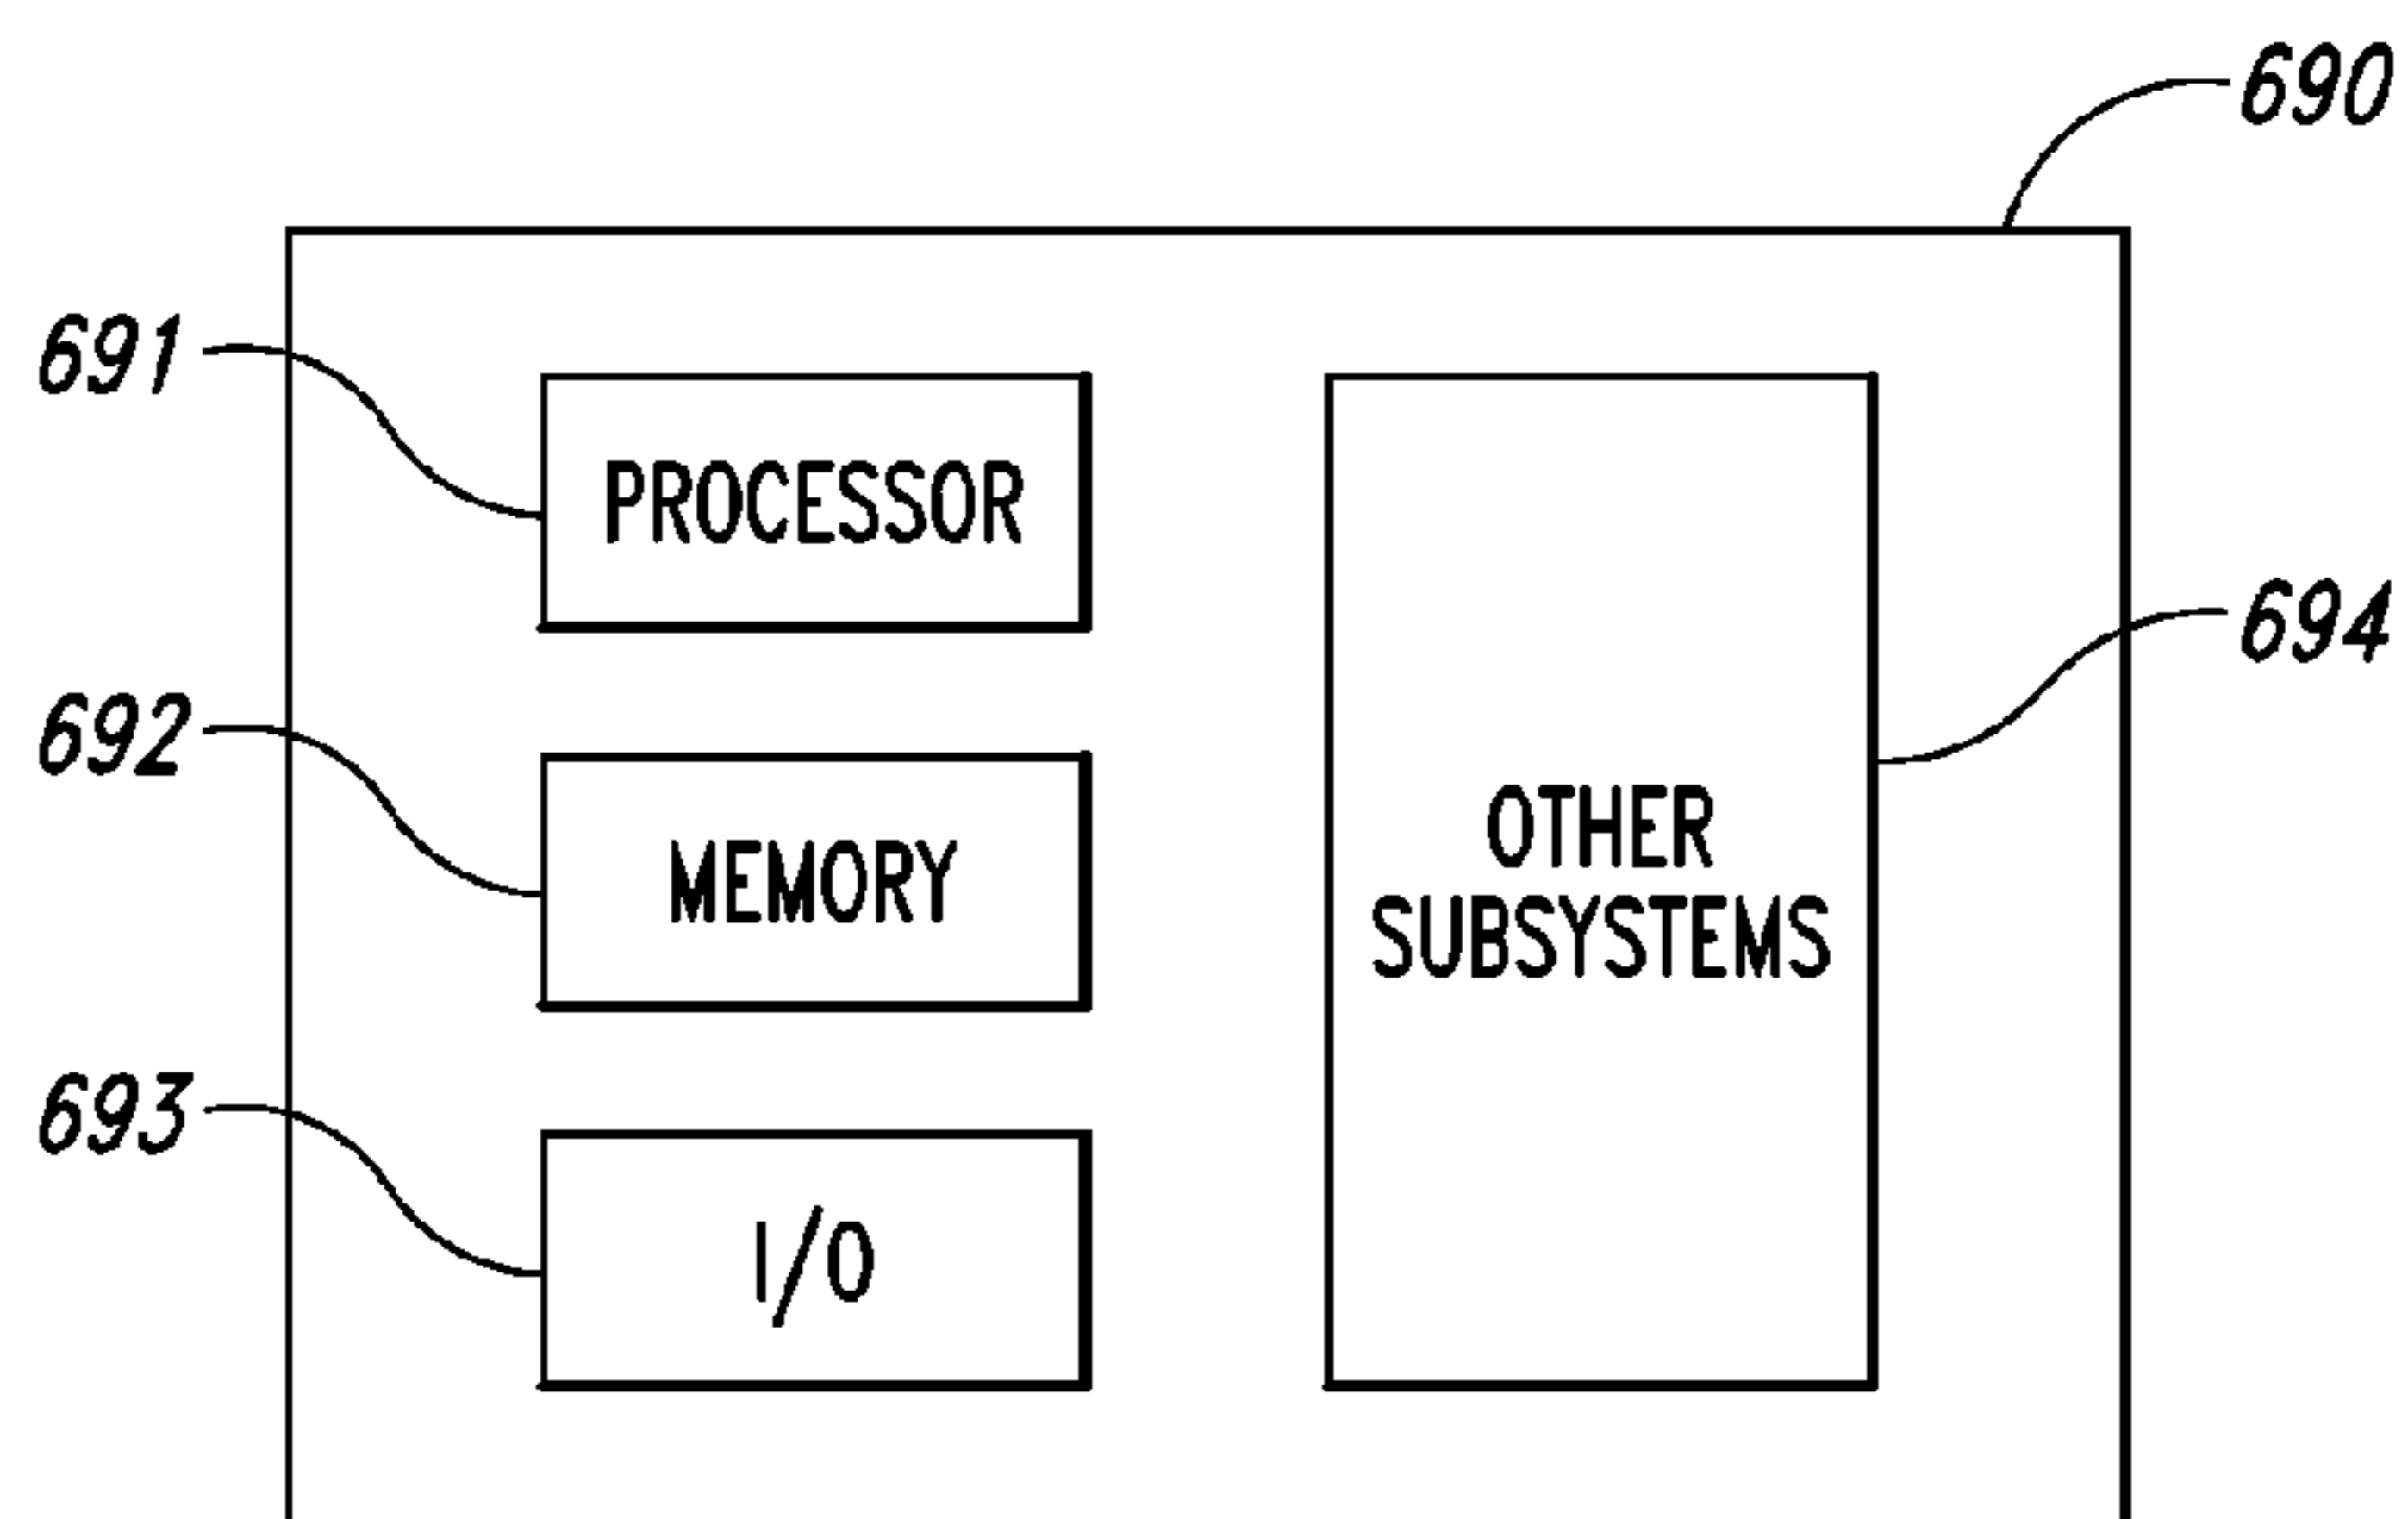 690
691
PROCESSOR
694
692
MEMORY
OTHER
SUBSYSTEMS
693
I/O